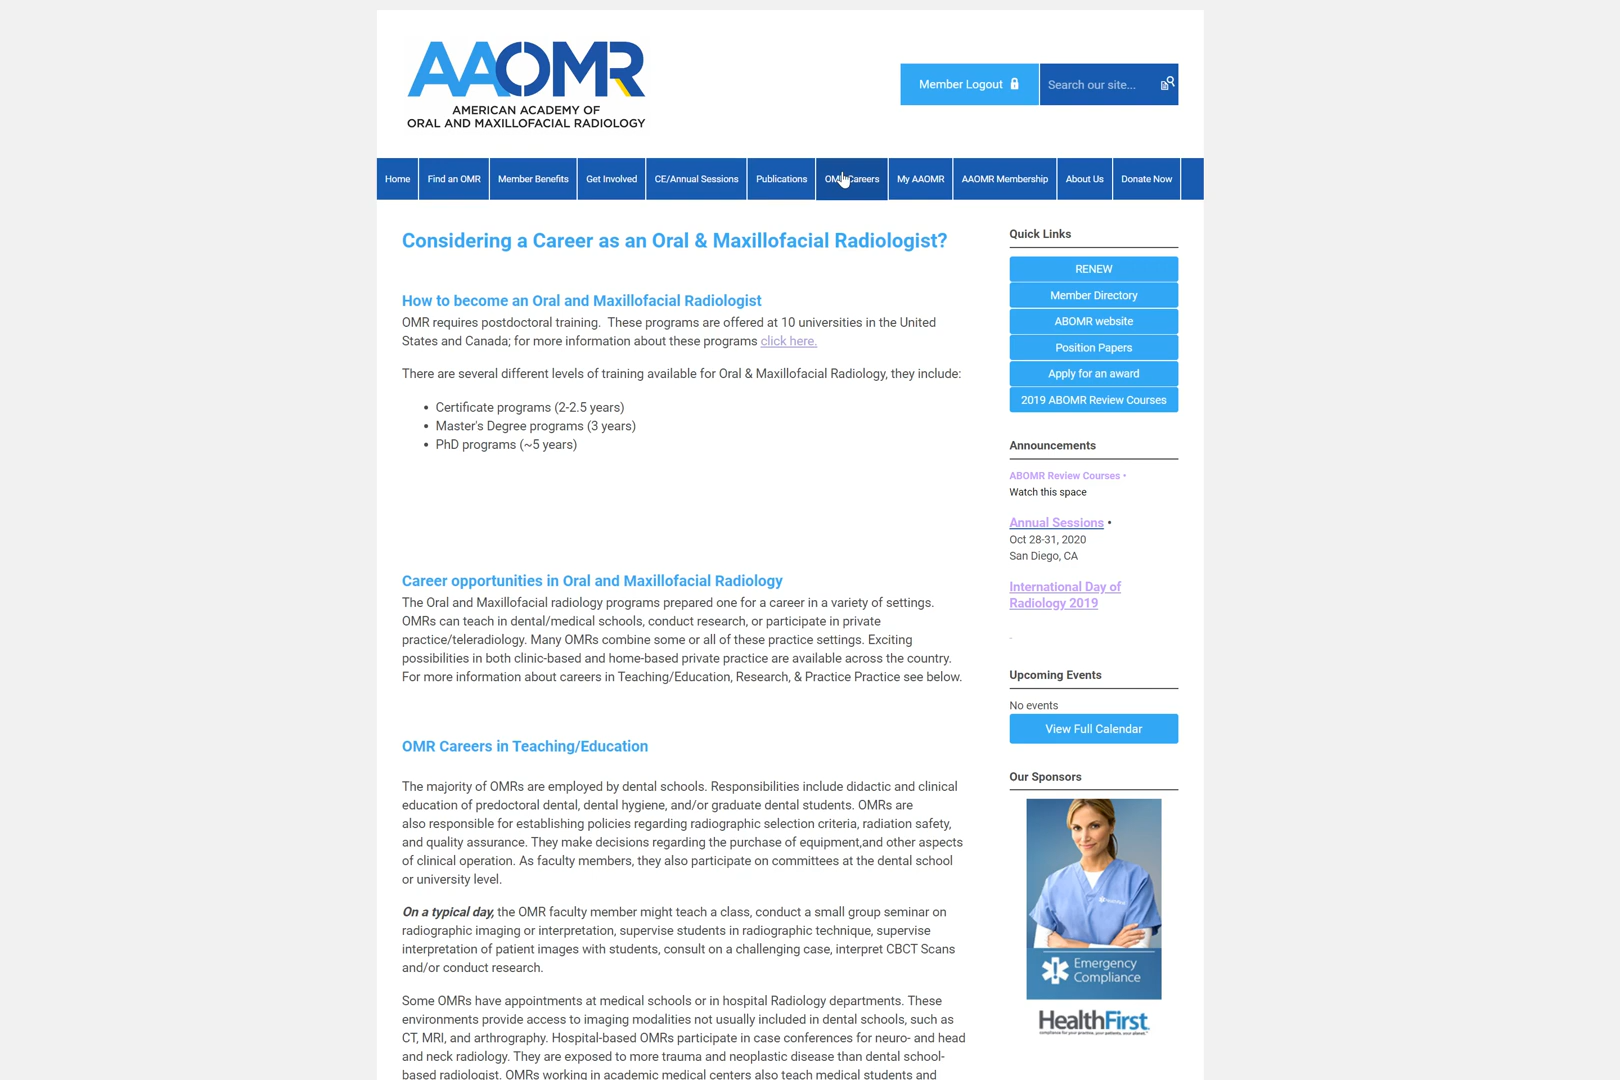 AAOMR
AMERICAN ACADEMY OF
ORAL AND MAXILLOFACIAL RADIOLOGY
Member Logout
Search our site...
Home
Find an OMR
Member Benefits
Get Involved
CE/Annual Sessions
Publications
OMR Careers
My AAOMR
AAOMR Membership
About Us
Donate Now
Considering a Career as an Oral & Maxillofacial Radiologist?
How to become an Oral and Maxillofacial Radiologist
OMR requires postdoctoral training.  These programs are offered at 10 universities in the United
States and Canada; for more information about these programs click here.
There are several different levels of training available for Oral & Maxillofacial Radiology, they include:
• Certificate programs (2-2.5 years)
• Master's Degree programs (3 years)
• PhD programs (~5 years)
Career opportunities in Oral and Maxillofacial Radiology
The Oral and Maxillofacial radiology programs prepared one for a career in a variety of settings.
OMRs can teach in dental/medical schools, conduct research, or participate in private
practice/teleradiology. Many OMRs combine some or all of these practice settings. Exciting
possibilities in both clinic-based and home-based private practice are available across the country.
For more information about careers in Teaching/Education, Research, & Practice Practice see below.
OMR Careers in Teaching/Education
The majority of OMRs are employed by dental schools. Responsibilities include didactic and clinical
education of predoctoral dental, dental hygiene, and/or graduate dental students. OMRs are
also responsible for establishing policies regarding radiographic selection criteria, radiation safety,
and quality assurance. They make decisions regarding the purchase of equipment,and other aspects
of clinical operation. As faculty members, they also participate on committees at the dental school
or university level.
On a typical day, the OMR faculty member might teach a class, conduct a small group seminar on
radiographic imaging or interpretation, supervise students in radiographic technique, supervise
interpretation of patient images with students, consult on a challenging case, interpret CBCT Scans
and/or conduct research.
Some OMRs have appointments at medical schools or in hospital Radiology departments. These
environments provide access to imaging modalities not usually included in dental schools, such as
CT, MRI, and arthrography. Hospital-based OMRs participate in case conferences for neuro- and head
and neck radiology. They are exposed to more trauma and neoplastic disease than dental school-
based radiologist. OMRs working in academic medical centers also teach medical students and
Quick Links
RENEW
Member Directory
ABOMR website
Position Papers
Apply for an award
2019 ABOMR Review Courses
Announcements
ABOMR Review Courses •
Watch this space
Annual Sessions •
Oct 28-31, 2020
San Diego, CA
International Day of
Radiology 2019
.
Upcoming Events
No events
View Full Calendar
Our Sponsors
Emergency
Compliance
HealthFirst